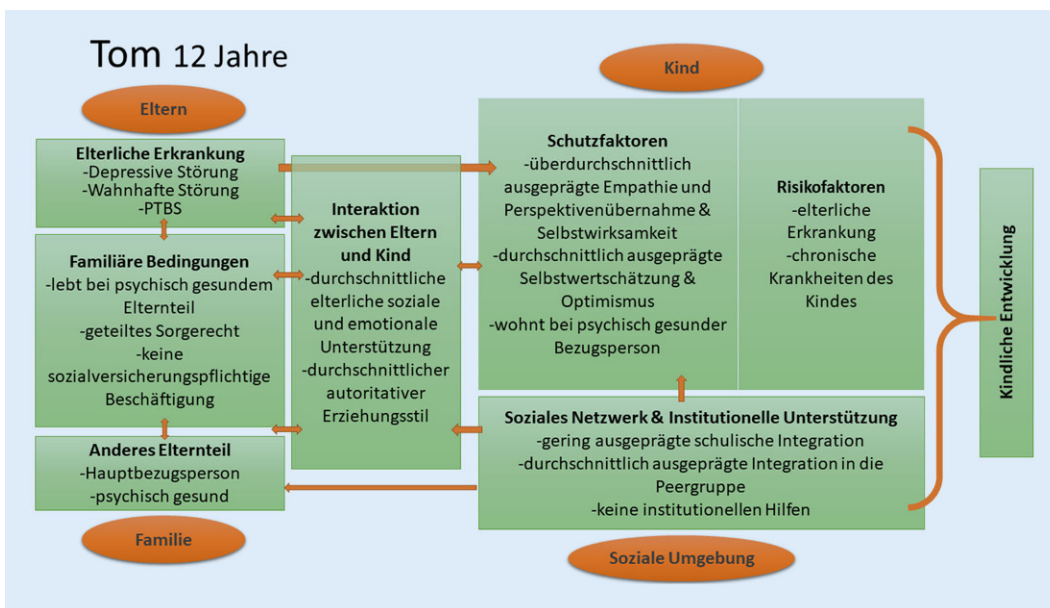 Tom 12 Jahre
Eltern
Elterliche Erkrankung
-Depressive Störung
-Wahnhafte Störung
-PTBS
Familiäre Bedingungen
-lebt bei psychisch gesundem
Elternteil
-geteiltes Sorgerecht
-keine
sozialversicherungspflichtige
Beschäftigung
Anderes Elternteil
-Hauptbezugsperson
-psychisch gesund
Familie
Interaktion
zwischen Eltern
und Kind
-durchschnittliche
elterliche soziale
und emotionale
Unterstützung
-durchschnittlicher
autoritativer
Erziehungsstil
Kind
Schutzfaktoren
-überdurchschnittlich
ausgeprägte Empathie und
Perspektivenübernahme &
Selbstwirksamkeit
-durchschnittlich ausgeprägte
Selbstwertschätzung &
Optimismus
-wohnt bei psychisch gesunder
Bezugsperson
Risikofaktoren
-elterliche
Erkrankung
-chronische
Krankheiten des
Kindes
Soziales Netzwerk & Institutionelle Unterstützung
-gering ausgeprägte schulische Integration
-durchschnittlich ausgeprägte Integration in die
Peergruppe
-keine institutionellen Hilfen
Soziale Umgebung
Kindliche Entwicklung